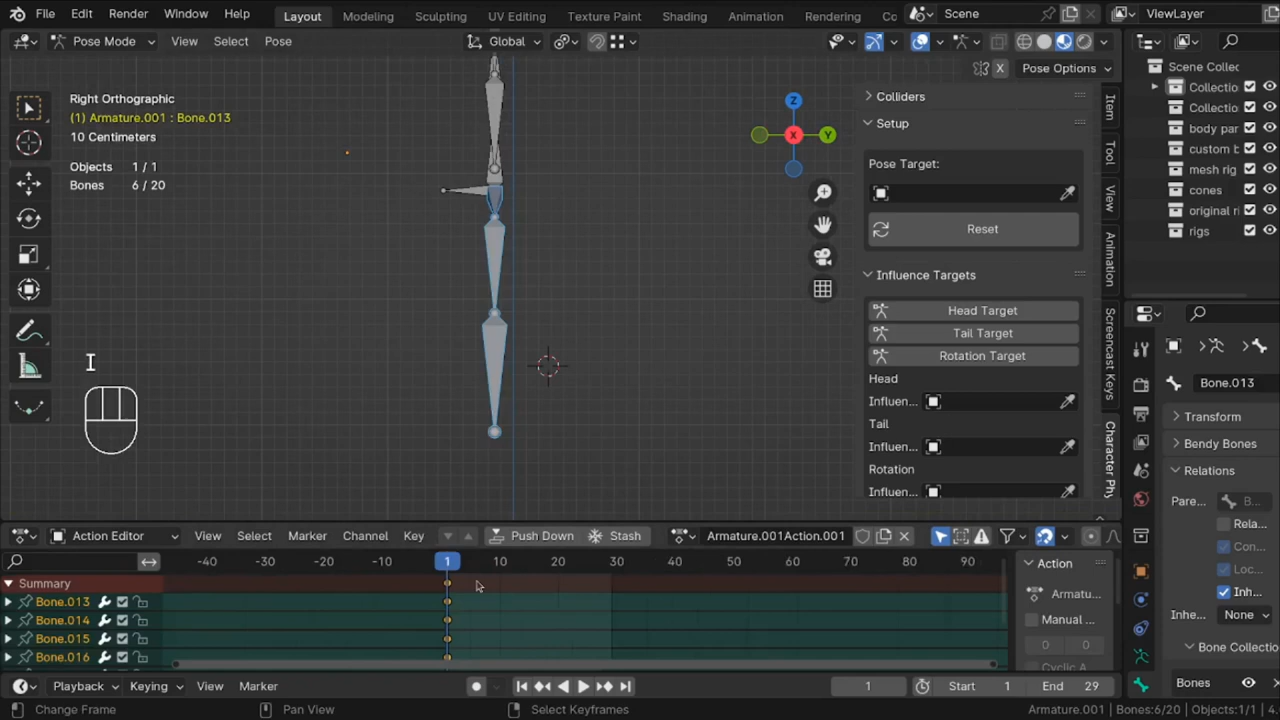 File Edit Render Window Help Layout Modeling Sculpting UV Editing Texture Paint Shading Animation Rendering Co Scene ViewLayer
Pose Mode View Select Pose Global
X Pose Options
Right Orthographic
(1) Armature.001 : Bone.013
10 Centimeters
Objects 1 / 1
Bones 6 / 20
I
Z
Y
X
Colliders
Setup
Pose Target:
Reset
Influence Targets
Head Target
Tail Target
Rotation Target
Head
Influen...
Tail
Influen...
Rotation
Influen...
Item
Tool
View
Animation
Screencast Keys
Character Phy
Scene Collec
Collectio
Collectio
body par
custom b
mesh rig
cones
original ri
rigs
Bone.013
Transform
Bendy Bones
Relations
Pare... B...
Rela...
Con...
Loc...
Inh...
Inhe... None
Bone Collectio
Bones
Action Editor View Select Marker Channel Key Push Down Stash Armature.001Action.001
-40 -30 -20 -10 1 10 20 30 40 50 60 70 80 90
Summary
Bone.013
Bone.014
Bone.015
Bone.016
Action
Armatu...
Manual ...
0 0
Cyclic A
Playback Keying View Marker 1 Start 1 End 29
Change Frame Pan View Select Keyframes Armature.001 | Bones:6/20 | Objects:1/1 | 4.